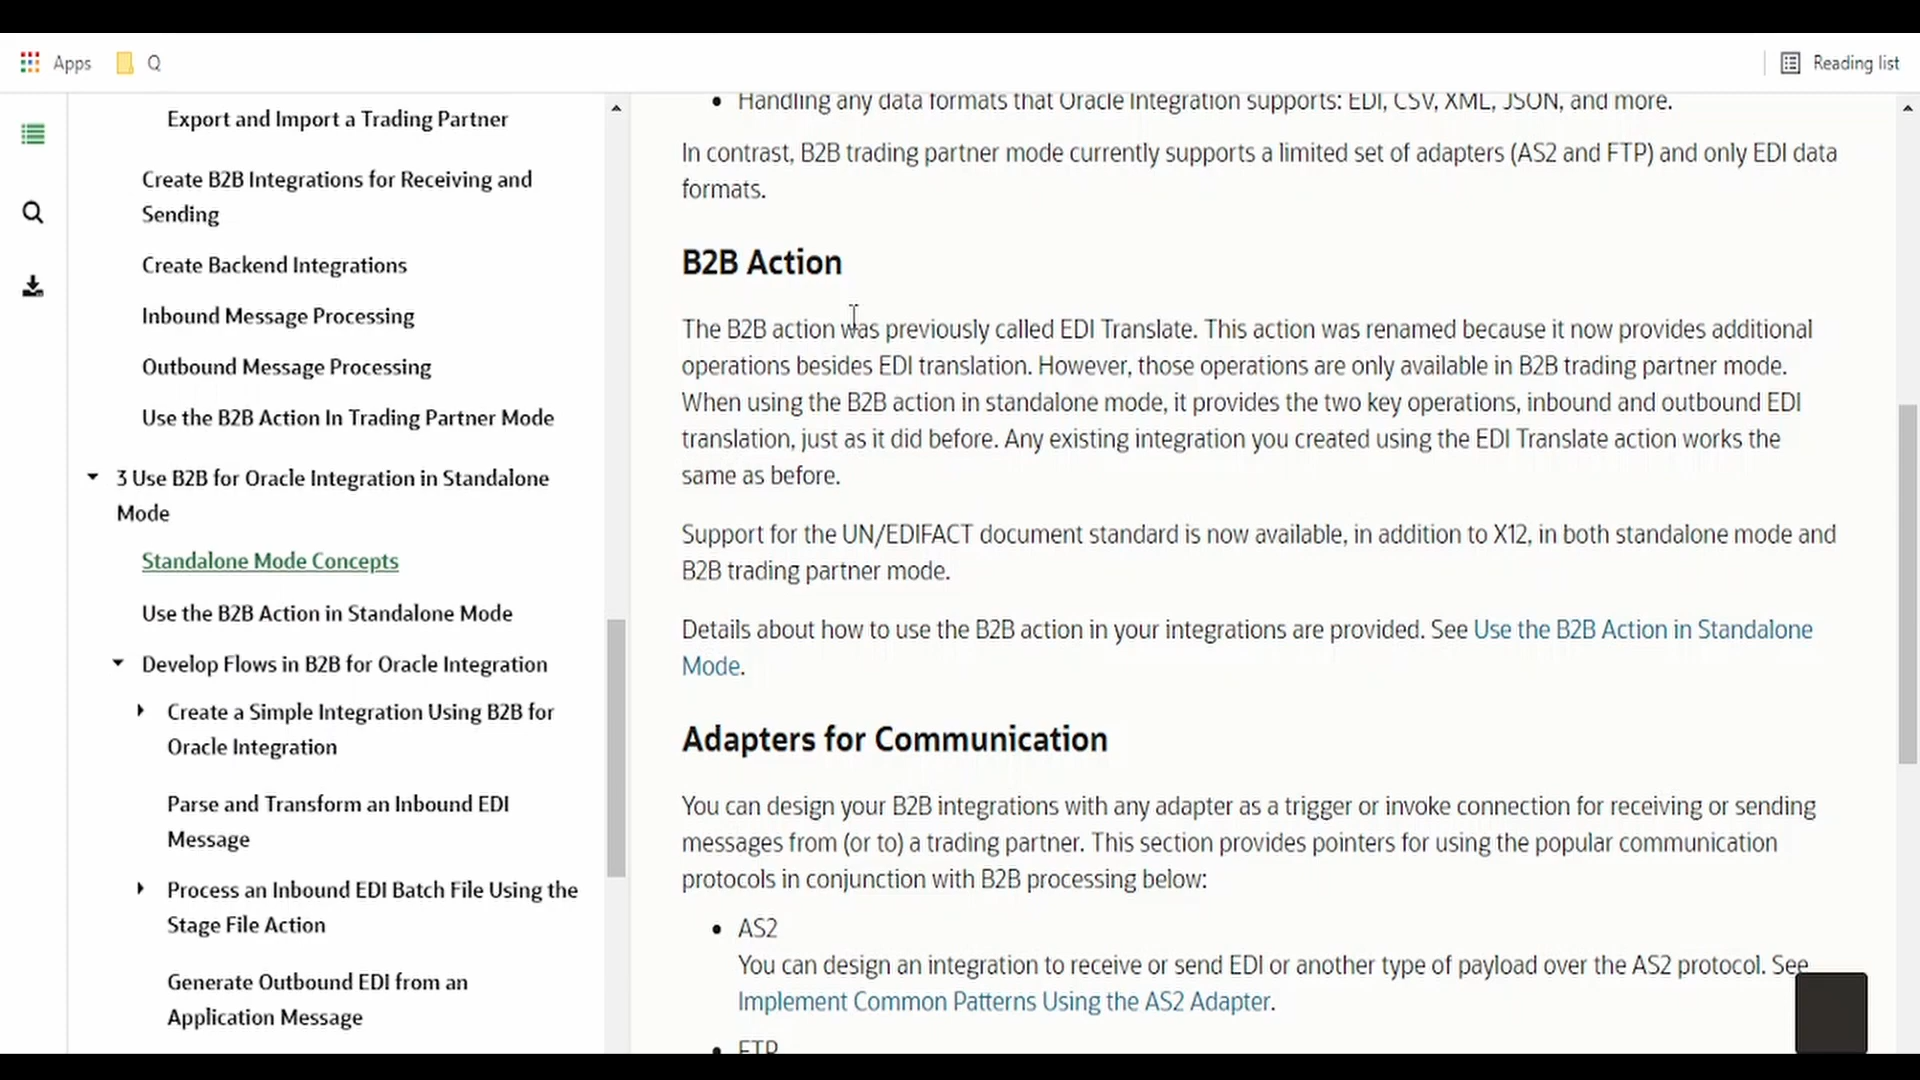 Apps
Q
Reading list
Export and Import a Trading Partner
Create B2B Integrations for Receiving and
Sending
Create Backend Integrations
Inbound Message Processing
Outbound Message Processing
Use the B2B Action In Trading Partner Mode
3 Use B2B for Oracle Integration in Standalone
Mode
Standalone Mode Concepts
Use the B2B Action in Standalone Mode
Develop Flows in B2B for Oracle Integration
Create a Simple Integration Using B2B for
Oracle Integration
Parse and Transform an Inbound EDI
Message
Process an Inbound EDI Batch File Using the
Stage File Action
Generate Outbound EDI from an
Application Message
• Handling any data formats that Oracle Integration supports: EDI, CSV, XML, JSON, and more.
In contrast, B2B trading partner mode currently supports a limited set of adapters (AS2 and FTP) and only EDI data
formats.
B2B Action
The B2B action was previously called EDI Translate. This action was renamed because it now provides additional
operations besides EDI translation. However, those operations are only available in B2B trading partner mode.
When using the B2B action in standalone mode, it provides the two key operations, inbound and outbound EDI
translation, just as it did before. Any existing integration you created using the EDI Translate action works the
same as before.
Support for the UN/EDIFACT document standard is now available, in addition to X12, in both standalone mode and
B2B trading partner mode.
Details about how to use the B2B action in your integrations are provided. See Use the B2B Action in Standalone
Mode.
Adapters for Communication
You can design your B2B integrations with any adapter as a trigger or invoke connection for receiving or sending
messages from (or to) a trading partner. This section provides pointers for using the popular communication
protocols in conjunction with B2B processing below:
• AS2
You can design an integration to receive or send EDI or another type of payload over the AS2 protocol. See
Implement Common Patterns Using the AS2 Adapter.
• FTP